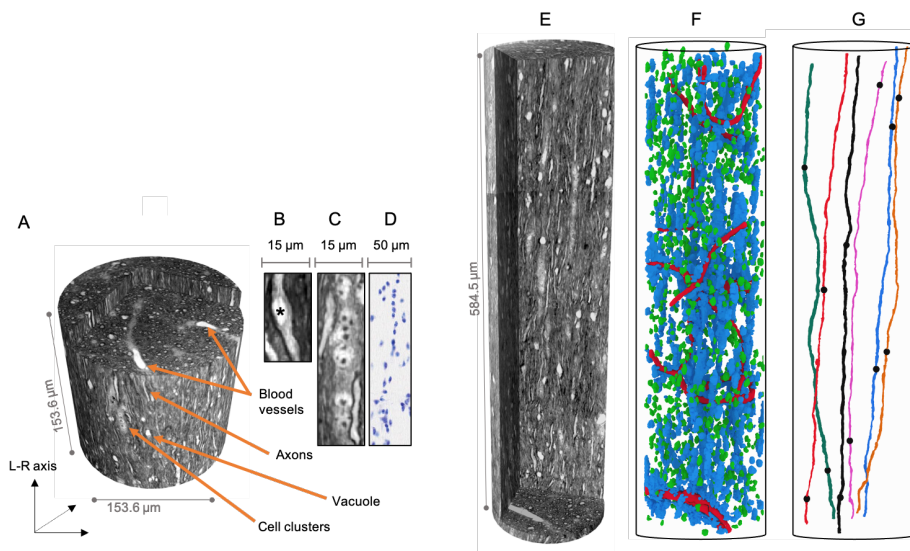 A
B
C
D
E
F
G
15 µm
15 µm
50 µm
*
153.6 µm
584.5 µm
Blood
vessels
Axons
Vacuole
Cell clusters
L-R axis
153.6 µm